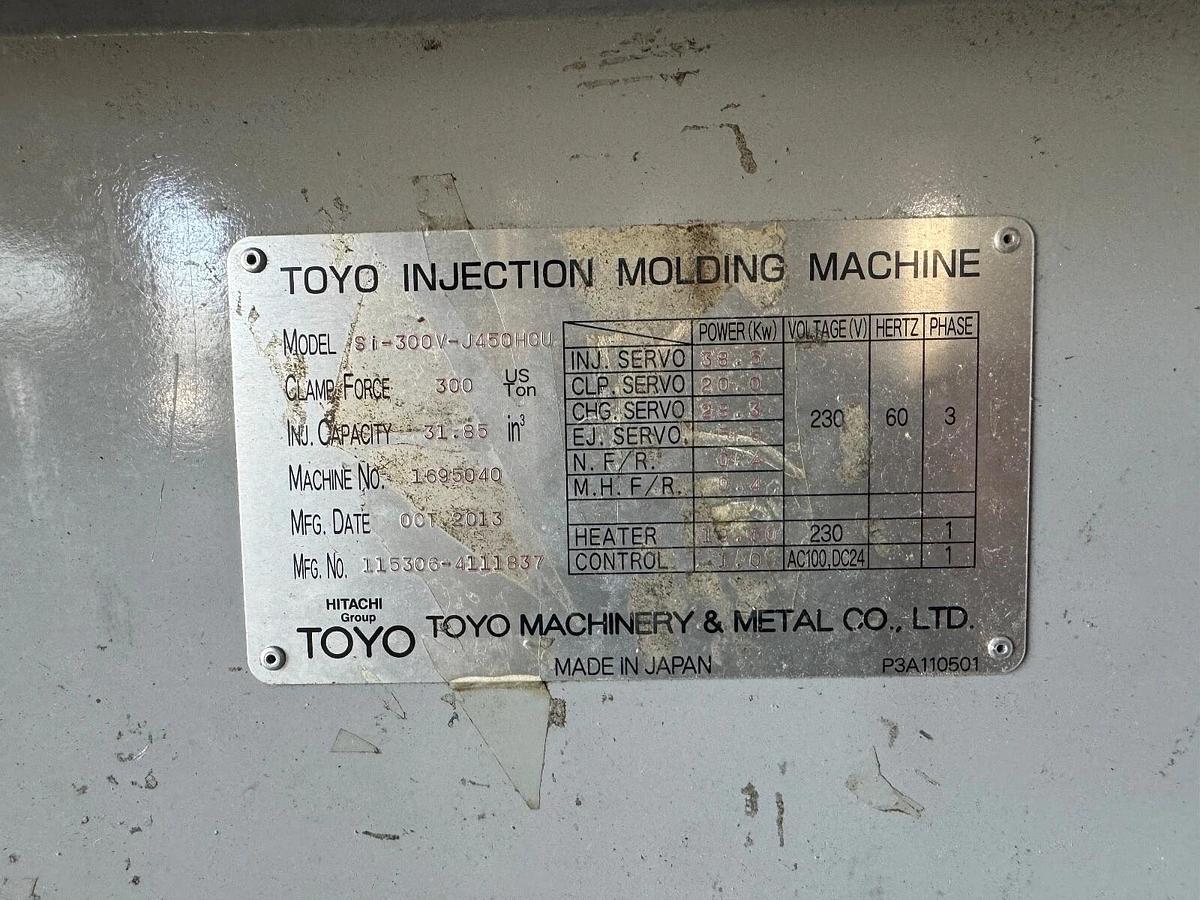 TOYO INJECTION MOLDING MACHINE
MODEL Si-300V-J450HGU
CLAMP FORCE 300 US Ton
INJ. CAPACITY 31.85 in³
MACHINE NO. 1695040
MFG. DATE OCT.2013
MFG. NO. 115306-4111837
POWER(Kw) VOLTAGE(V) HERTZ PHASE
INJ. SERVO
CLP. SERVO 20.0
CHG. SERVO
EJ. SERVO. 230 60 3
N. F/R.
M.H. F/R.
HEATER 230 1
CONTROL AC100,DC24 1
HITACHI
Group
TOYO TOYO MACHINERY & METAL CO., LTD.
MADE IN JAPAN P3A110501